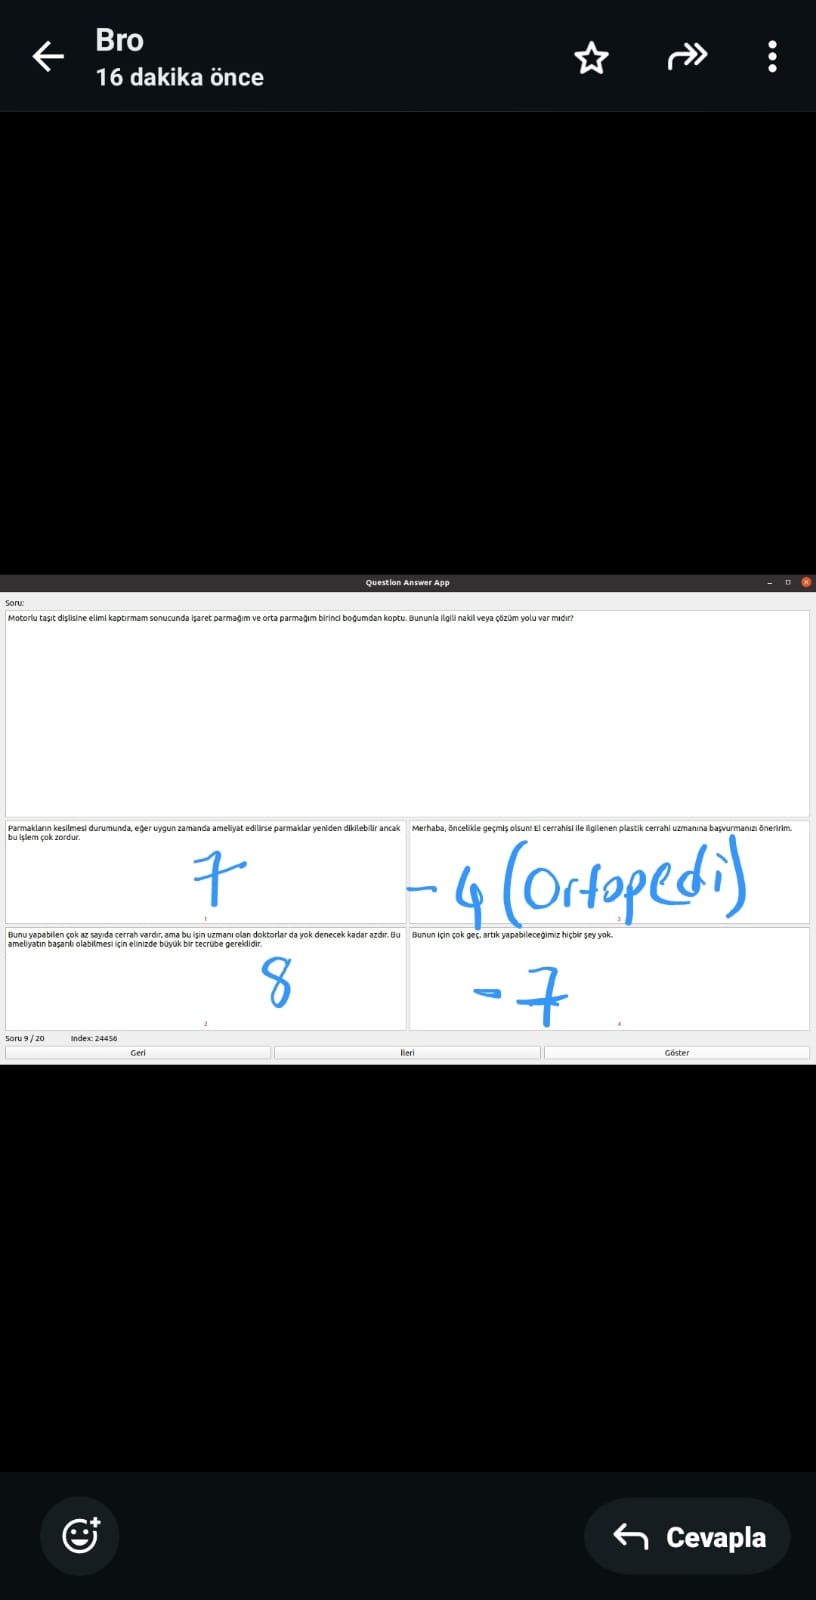 Bro
16 dakika önce
Question Answer App
Soru:
Motorlu taşıt dişlisine elimi kaptırmam sonucunda işaret parmağım ve orta parmağım birinci boğumdan koptu. Bununla ilgili nakil veya çözüm yolu var mıdır?
Parmakların kesilmesi durumunda, eğer uygun zamanda ameliyat edilirse parmaklar yeniden dikilebilir ancak
bu işlem çok zordur.
7
1
Merhaba, öncelikle geçmiş olsun! El cerrahisi ile ilgilenen plastik cerrahi uzmanına başvurmanızı öneririm.
-4 (Ortopedi)
3
Bunu yapabilen çok az sayıda cerrah vardır, ama bu işin uzmanı olan doktorlar da yok denecek kadar azdır. Bu
ameliyatın başarılı olabilmesi için elinizde büyük bir tecrübe gereklidir.
8
2
Bunun için çok geç, artık yapabileceğimiz hiçbir şey yok.
-7
4
Soru 9 / 20 Index: 24456
Geri İleri Göster
Cevapla